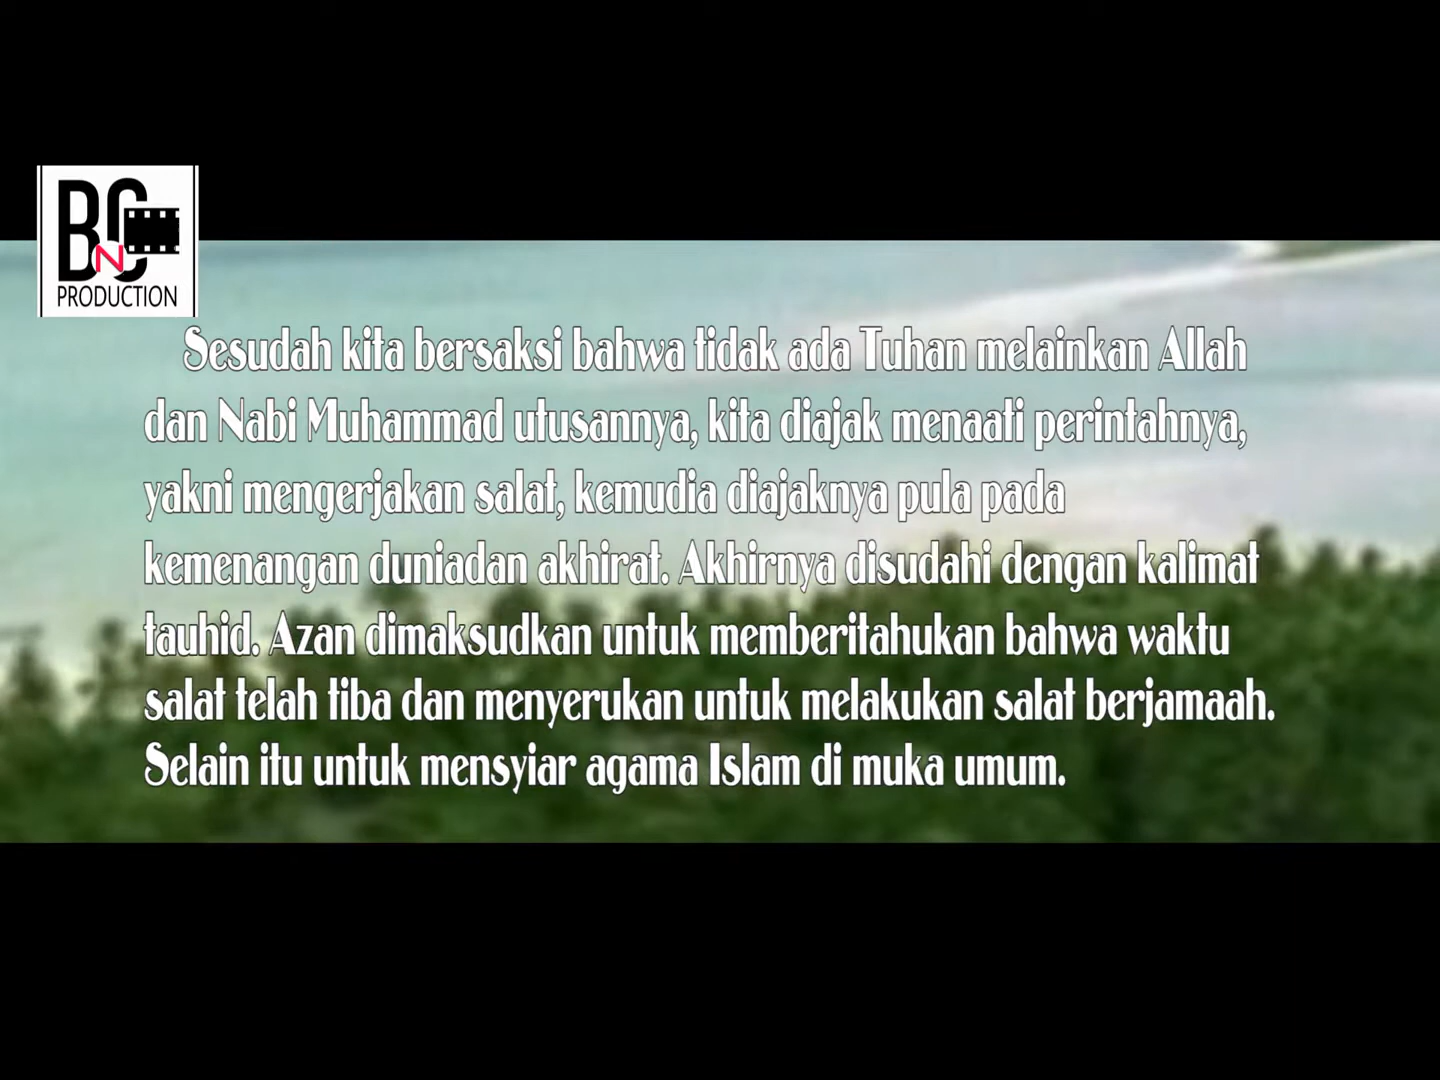 BNC
PRODUCTION
Sesudah kita bersaksi bahwa tidak ada Tuhan melainkan Allah
dan Nabi Muhammad utusannya, kita diajak menaati perintahnya,
yakni mengerjakan salat, kemudia diajaknya pula pada
kemenangan duniadan akhirat. Akhirnya disudahi dengan kalimat
tauhid. Azan dimaksudkan untuk memberitahukan bahwa waktu
salat telah tiba dan menyerukan untuk melakukan salat berjamaah.
Selain itu untuk mensyiar agama Islam di muka umum.